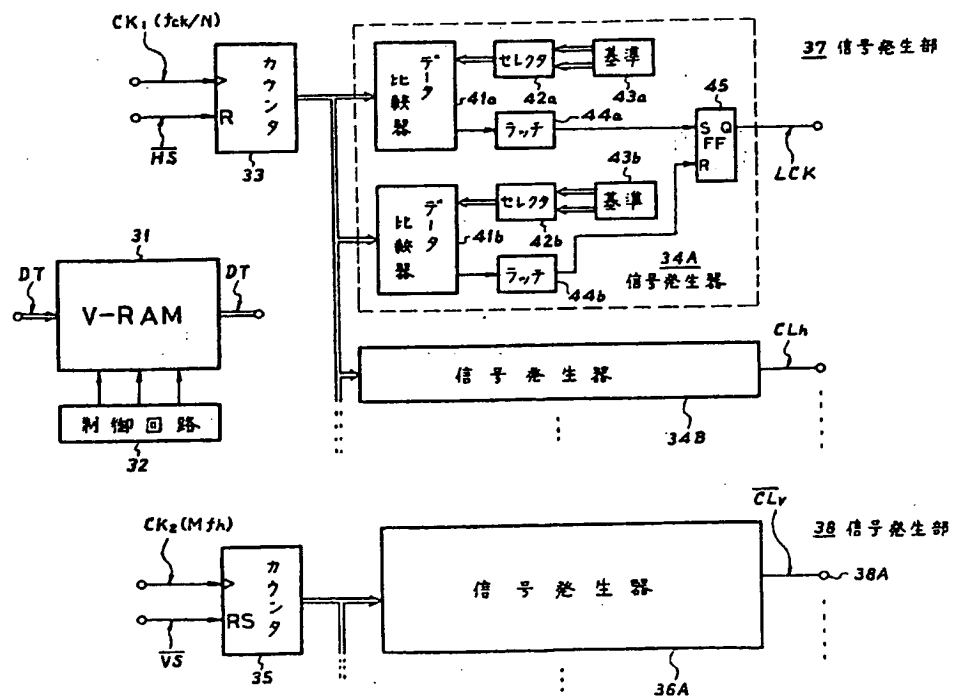 CK₁(fck/N)
H̅S̅
カウンタ
R
33
データ
比較器
41a
セレクタ
42a
基準
43a
ラッチ
44a
データ
比較器
41b
セレクタ
42b
基準
43b
ラッチ
44b
45
S Q
FF
R
LCK
34A
信号発生器
37 信号発生部
31
DT
V-RAM
DT
制御回路
32
信号発生器
34B
CLh
CK₂(Mfh)
V̅S̅
カウンタ
RS
35
信号発生器
36A
C̅L̅v
38 信号発生部
38A